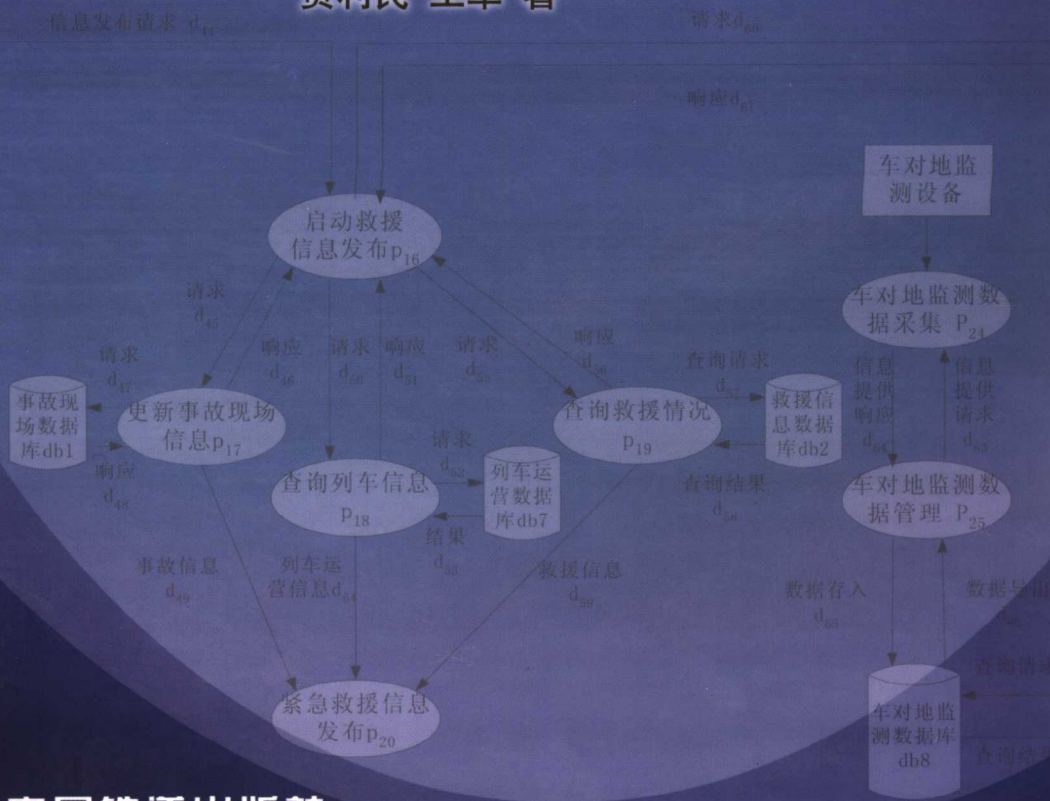 信息发布请求 d₄₄
请求d₆₀
响应d₆₁
车对地监
测设备
启动救援
信息发布p₁₆
车对地监测数
据采集 P₂₄
请求
d₄₅
响应
d₄₆
请求
d₅₀
响应
d₅₁
请求
d₅₅
响应
d₅₆
请求
d₄₇
查询请求
d₅₇
信息
提供
响应
d₆₄
信息
提供
请求
d₆₃
事故现
场数据
库db1
更新事故现场
信息p₁₇
查询救援情况
p₁₉
救援信
息数据
库db2
响应
d₄₈
请求
d₅₂
查询列车信息
p₁₈
列车运
营数据
库db7
查询结果
d₅₈
车对地监测数
据管理 P₂₅
结果
d₅₃
事故信息
d₄₉
列车运
营信息d₅₄
救援信息
d₅₉
数据存入
d₆₅
数据导出
紧急救援信息
发布p₂₀
车对地监
测数据库
db8
查询请求
查询结果